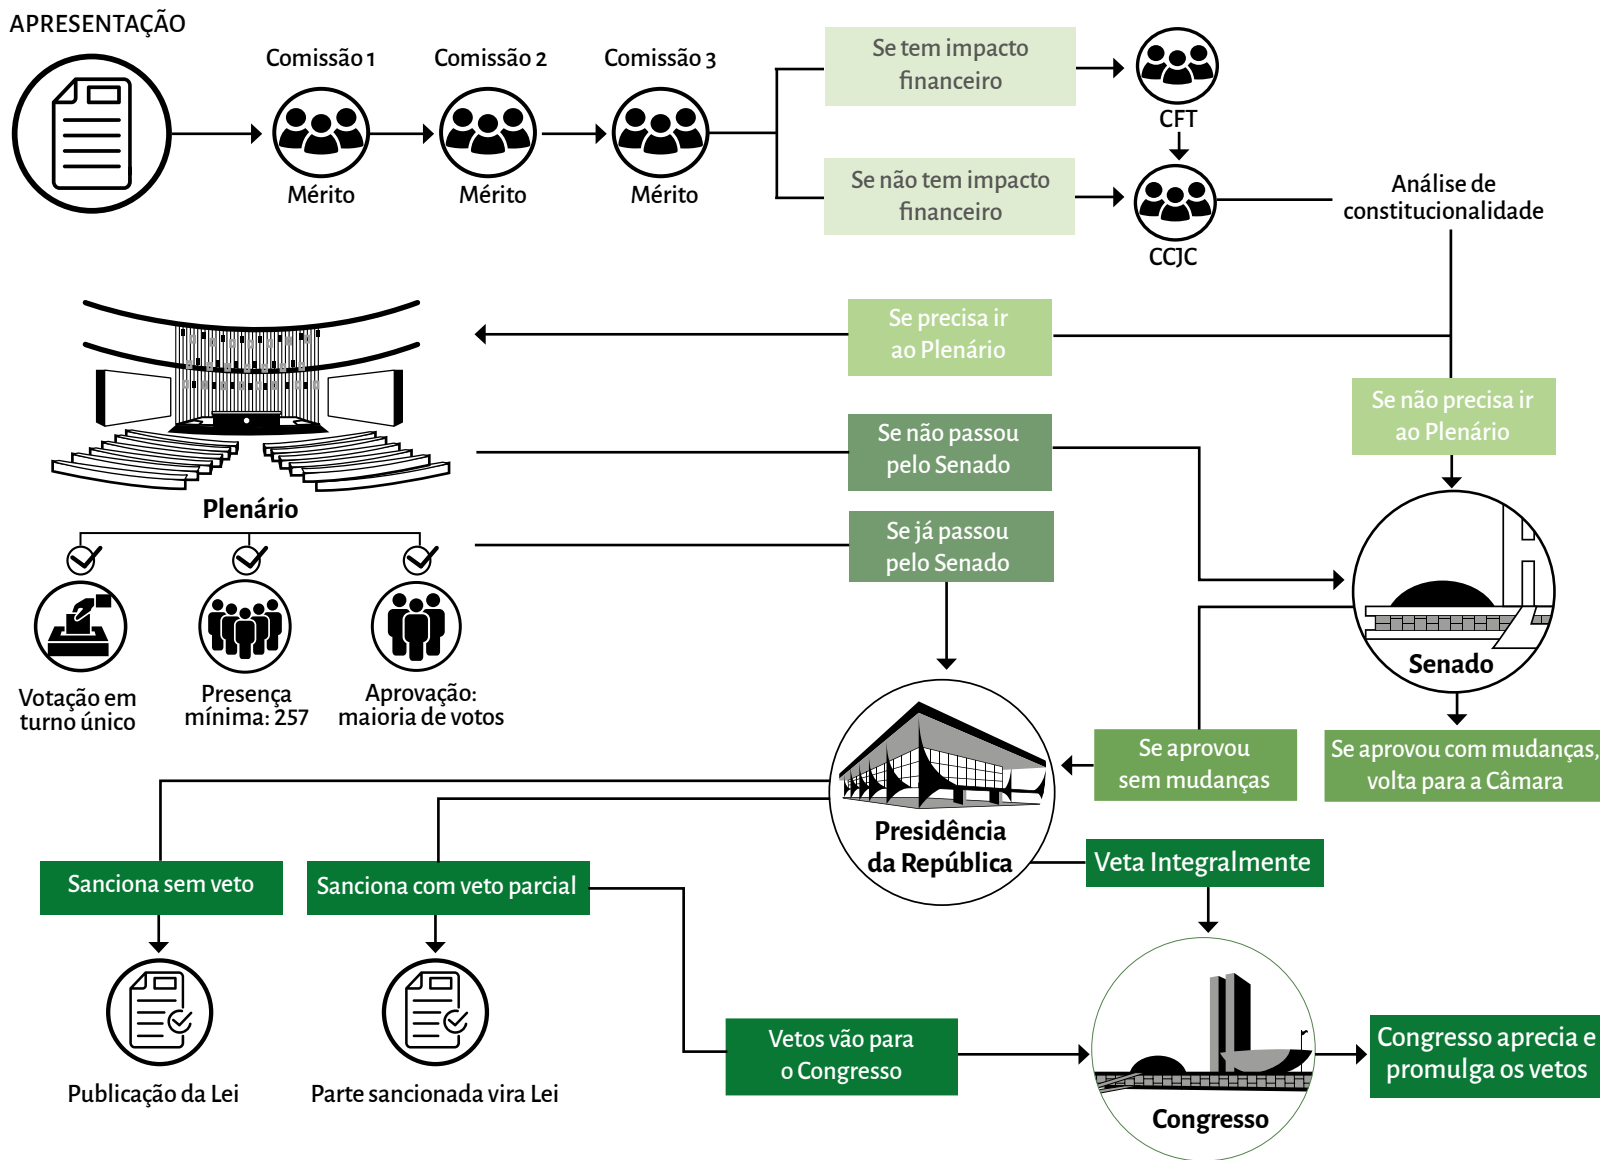 APRESENTAÇÃO
Comissão 1
Comissão 2
Comissão 3
Mérito
Mérito
Mérito
Se tem impacto
financeiro
CFT
Se não tem impacto
financeiro
CCJC
Análise de
constitucionalidade
Se precisa ir
ao Plenário
Se não precisa ir
ao Plenário
Se não passou
pelo Senado
Plenário
Se já passou
pelo Senado
Senado
Votação em
turno único
Presença
mínima: 257
Aprovação:
maioria de votos
Se aprovou
sem mudanças
Se aprovou com mudanças,
volta para a Câmara
Presidência
da República
Veta Integralmente
Sanciona sem veto
Sanciona com veto parcial
Publicação da Lei
Parte sancionada vira Lei
Vetos vão para
o Congresso
Congresso
Congresso aprecia e
promulga os vetos